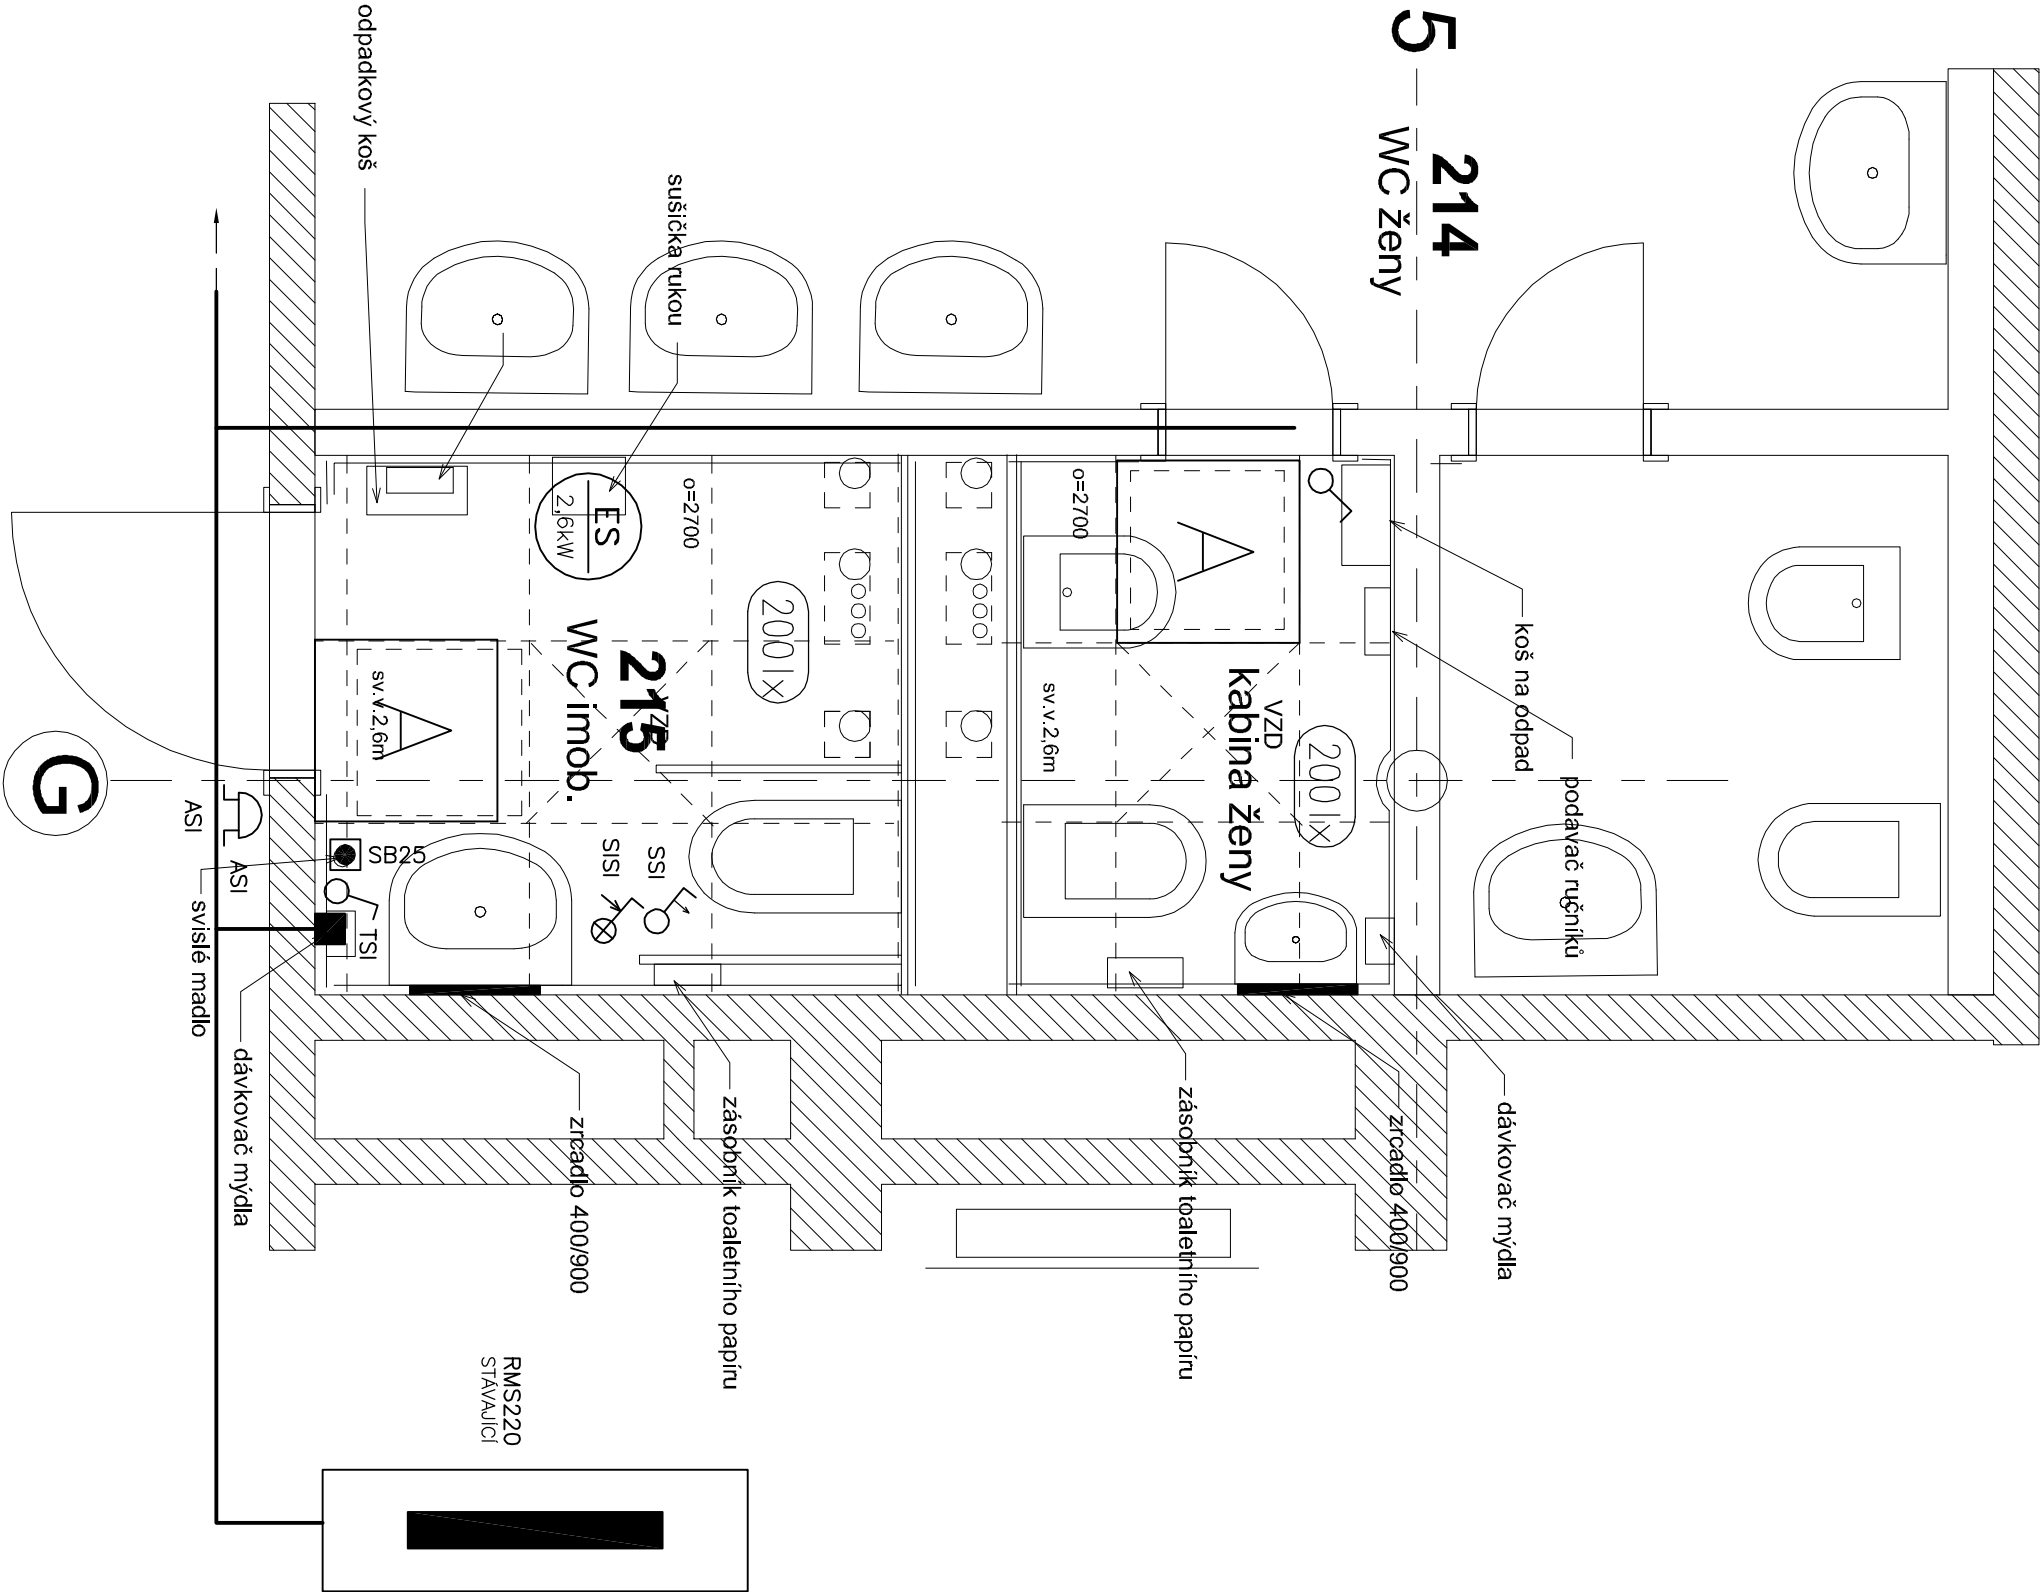 5
214
WC ženy
odpadkový koš
sušička rukou
ES
2,6kW
o=2700
200 lx
215
WC imob.
VZD
sv.v.2,6m
A
G
ASI
ASI
SB25
TSI
SISI
SSI
svislé madlo
dávkovač mýdla
zrcadlo 400/900
zásobník toaletního papíru
o=2700
A
VZD
kabina ženy
200 lx
sv.v.2,6m
koš na odpad
podavač ručníků
dávkovač mýdla
zrcadlo 400/900
zásobník toaletního papíru
RMS220
STÁVAJÍCÍ